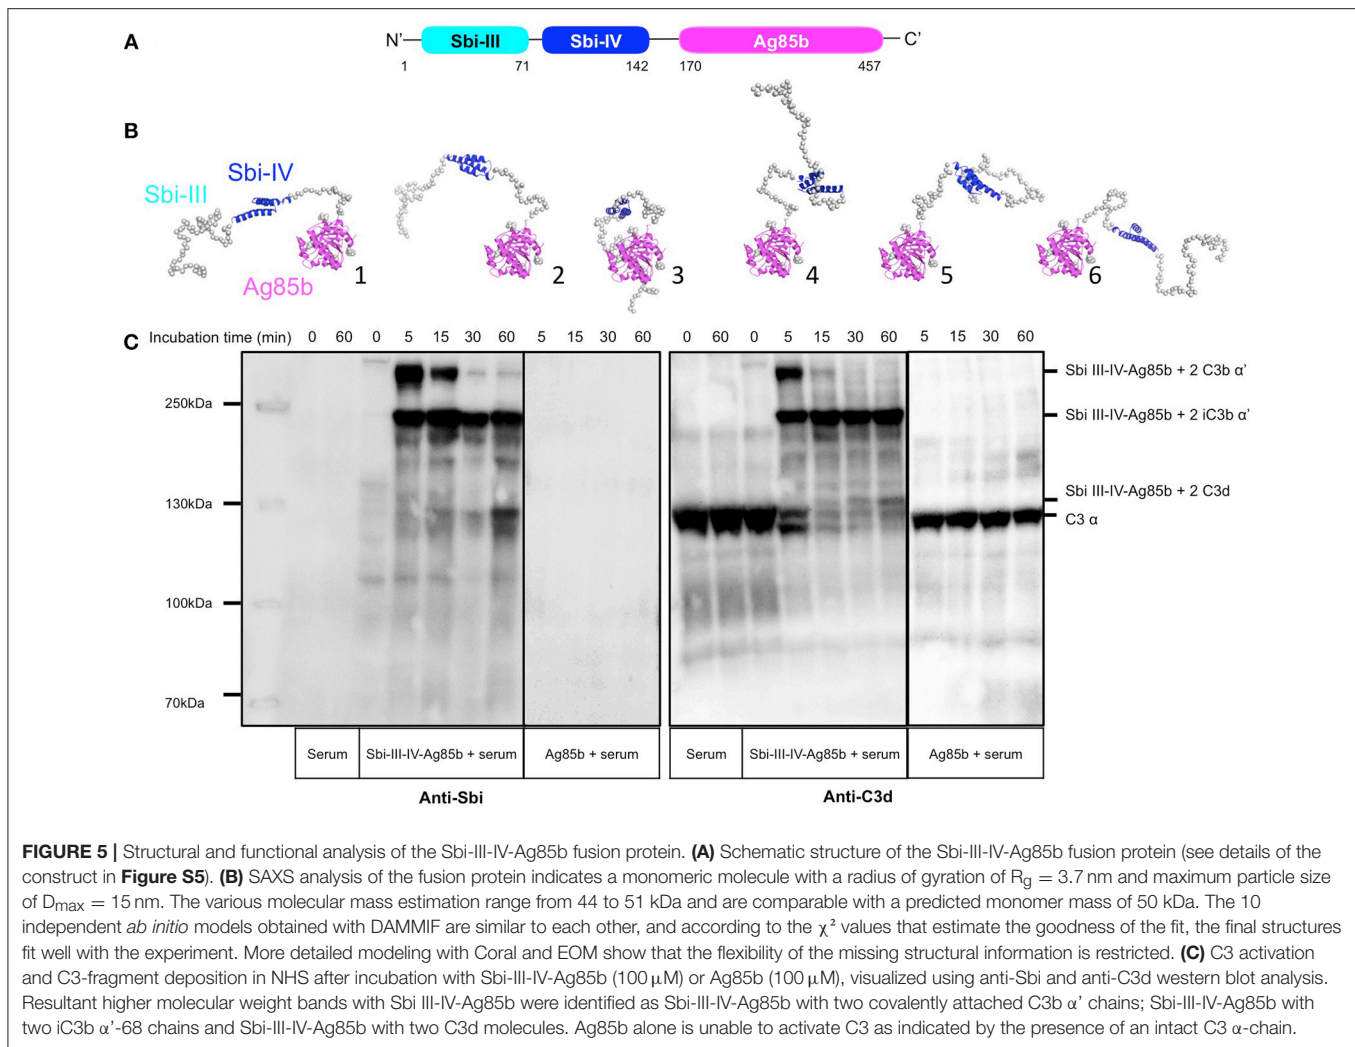 A
N’
Sbi-III
Sbi-IV
Ag85b
C’
1
71
142
170
457
B
Sbi-III
Sbi-IV
Ag85b
1
2
3
4
5
6
C
Incubation time (min) 0 60 0 5 15 30 60 5 15 30 60 0 60 0 5 15 30 60 5 15 30 60
250kDa
130kDa
100kDa
70kDa
Sbi III-IV-Ag85b + 2 C3b α’
Sbi III-IV-Ag85b + 2 iC3b α’
Sbi III-IV-Ag85b + 2 C3d
C3 α
Serum Sbi-III-IV-Ag85b + serum Ag85b + serum Serum Sbi-III-IV-Ag85b + serum Ag85b + serum
Anti-Sbi Anti-C3d
FIGURE 5 | Structural and functional analysis of the Sbi-III-IV-Ag85b fusion protein. (A) Schematic structure of the Sbi-III-IV-Ag85b fusion protein (see details of the
construct in Figure S5). (B) SAXS analysis of the fusion protein indicates a monomeric molecule with a radius of gyration of Rg = 3.7 nm and maximum particle size
of Dmax = 15 nm. The various molecular mass estimation range from 44 to 51 kDa and are comparable with a predicted monomer mass of 50 kDa. The 10
independent ab initio models obtained with DAMMIF are similar to each other, and according to the χ² values that estimate the goodness of the fit, the final structures
fit well with the experiment. More detailed modeling with Coral and EOM show that the flexibility of the missing structural information is restricted. (C) C3 activation
and C3-fragment deposition in NHS after incubation with Sbi-III-IV-Ag85b (100 μM) or Ag85b (100 μM), visualized using anti-Sbi and anti-C3d western blot analysis.
Resultant higher molecular weight bands with Sbi III-IV-Ag85b were identified as Sbi-III-IV-Ag85b with two covalently attached C3b α’ chains; Sbi-III-IV-Ag85b with
two iC3b α’-68 chains and Sbi-III-IV-Ag85b with two C3d molecules. Ag85b alone is unable to activate C3 as indicated by the presence of an intact C3 α-chain.